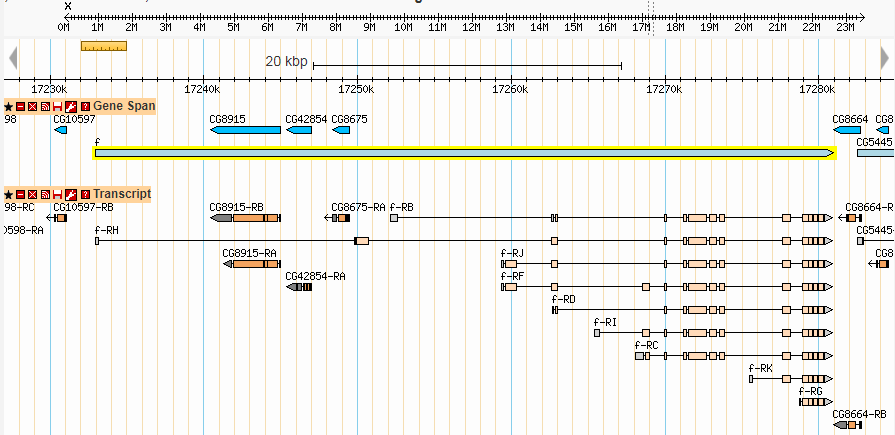 X
0M 1M 2M 3M 4M 5M 6M 7M 8M 9M 10M 11M 12M 13M 14M 15M 16M 17M 18M 19M 20M 21M 22M 23M
20 kbp
17230K 17240K 17250K 17260K 17270K 17280K
Gene Span
98 CG10597 CG8915 CG42854 CG8675 CG8664 CG8
f CG5445
Transcript
98-RC CG10597-RB CG8915-RB CG8675-RA f-RB CG8664-R
0598-RA f-RH CG5445-
CG8915-RA f-RJ CG8
CG42854-RA f-RF
f-RD
f-RI
f-RC
f-RK
f-RG
CG8664-RB